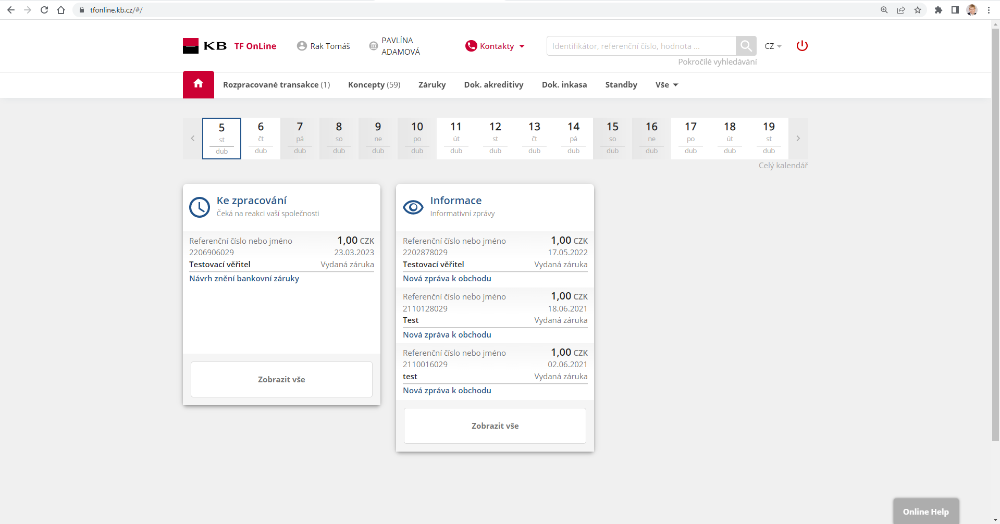 tfonline.kb.cz/#/
KB TF OnLine
Rak Tomáš
PAVLÍNA
ADAMOVÁ
Kontakty
Identifikátor, referenční číslo, hodnota ...
CZ
Pokročilé vyhledávání
Rozpracované transakce (1) Koncepty (59) Záruky Dok. akreditivy Dok. inkasa Standby Vše
5 6 7 8 9 10 11 12 13 14 15 16 17 18 19
st čt pá so ne po út st čt pá so ne po út st
dub dub dub dub dub dub dub dub dub dub dub dub dub dub dub
Celý kalendář
Ke zpracování
Čeká na reakci vaší společnosti
Referenční číslo nebo jméno 1,00 CZK
2206906029 23.03.2023
Testovací věřitel Vydaná záruka
Návrh znění bankovní záruky
Zobrazit vše
Informace
Informativní zprávy
Referenční číslo nebo jméno 1,00 CZK
2202878029 17.05.2022
Testovací věřitel Vydaná záruka
Nová zpráva k obchodu
Referenční číslo nebo jméno 1,00 CZK
2110128029 18.06.2021
Test Vydaná záruka
Nová zpráva k obchodu
Referenční číslo nebo jméno 1,00 CZK
2110016029 02.06.2021
test Vydaná záruka
Nová zpráva k obchodu
Zobrazit vše
Online Help